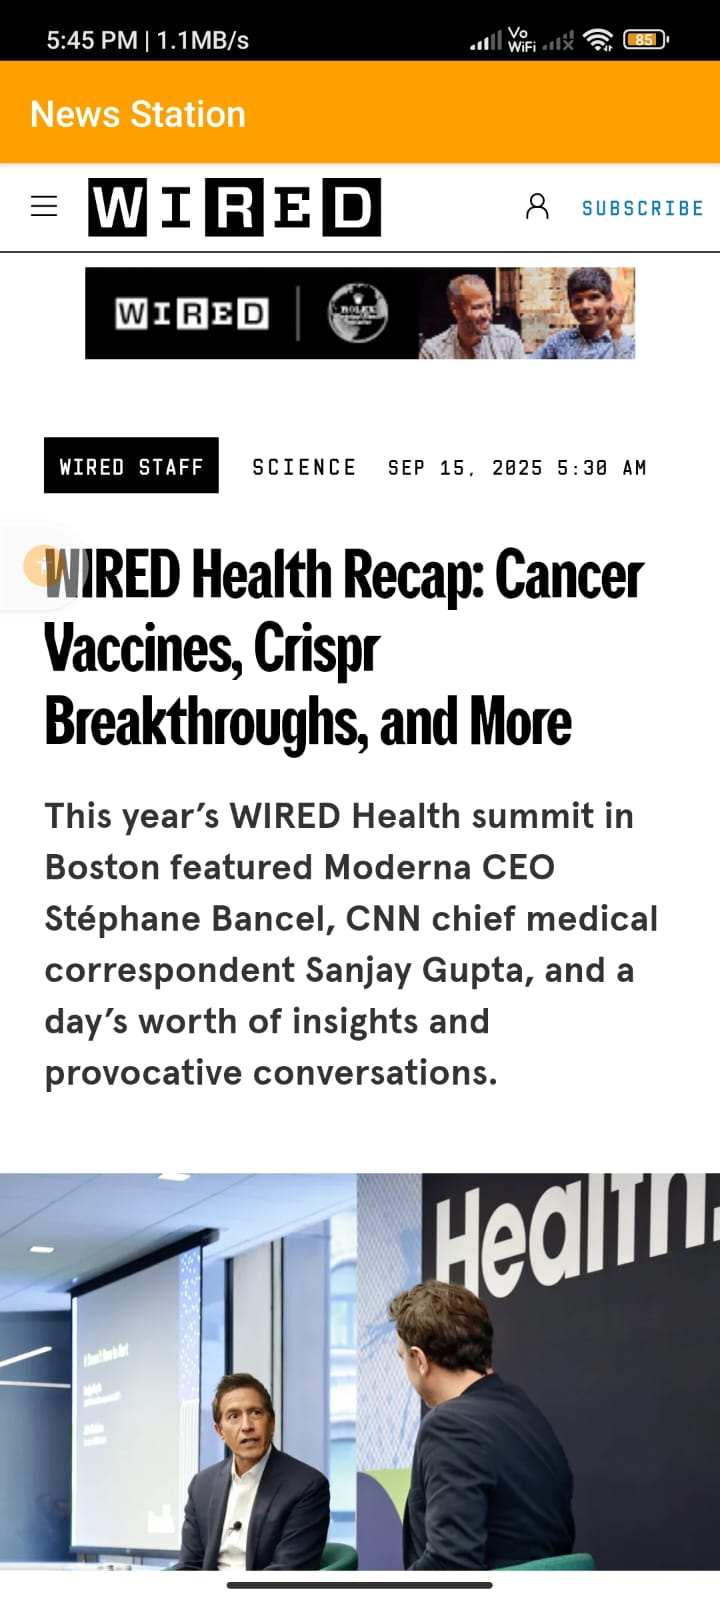 5:45 PM | 1.1MB/s
Vo
WiFi
85
News Station
WIRED
SUBSCRIBE
WIRED
ROLEX
WIRED STAFF
SCIENCE
SEP 15, 2025 5:30 AM
WIRED Health Recap: Cancer
Vaccines, Crispr
Breakthroughs, and More
This year’s WIRED Health summit in
Boston featured Moderna CEO
Stéphane Bancel, CNN chief medical
correspondent Sanjay Gupta, and a
day’s worth of insights and
provocative conversations.
Health.